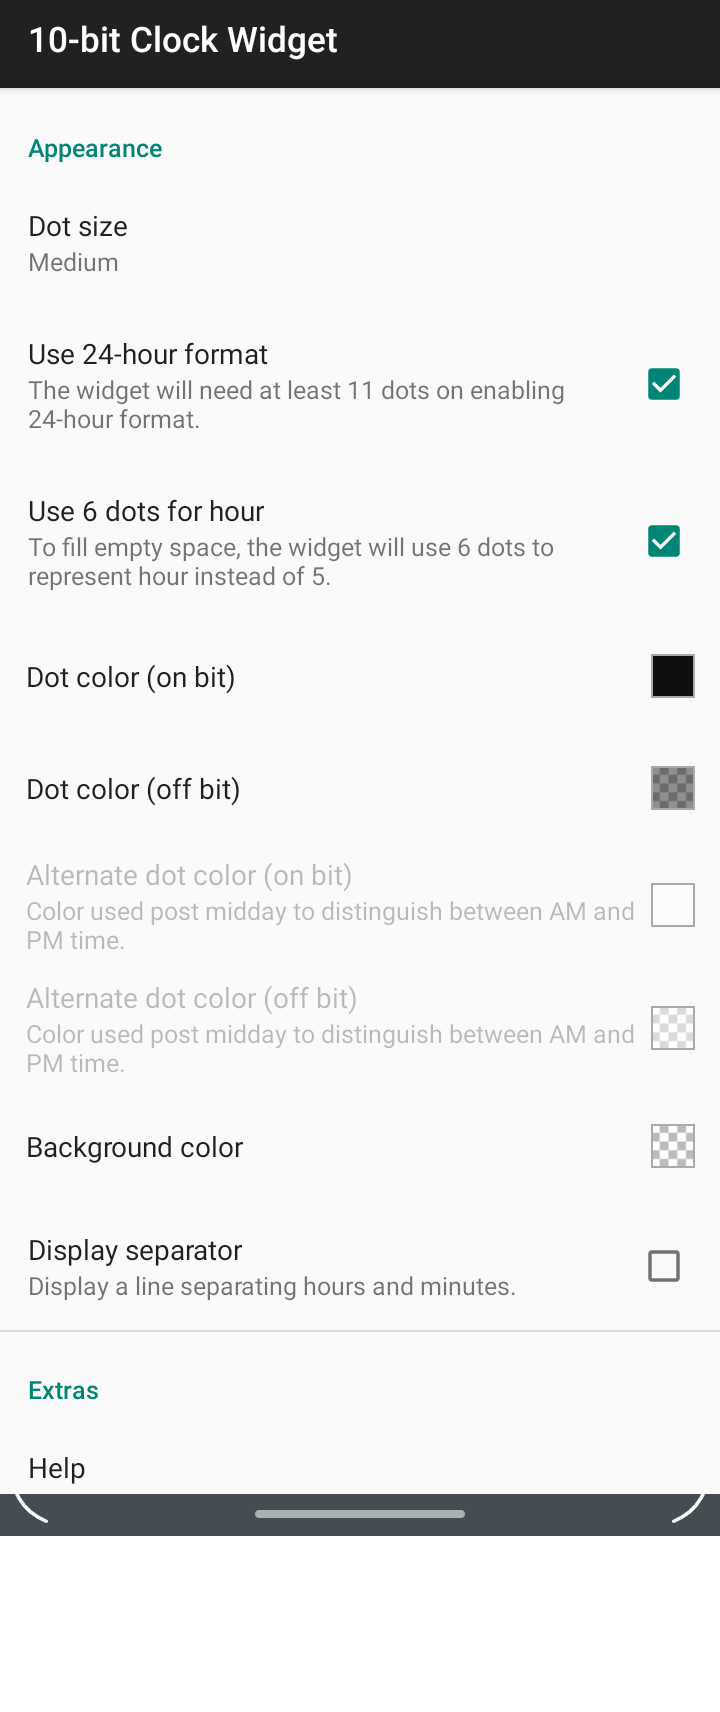 10-bit Clock Widget
Appearance
Dot size
Medium
Use 24-hour format
The widget will need at least 11 dots on enabling
24-hour format.
Use 6 dots for hour
To fill empty space, the widget will use 6 dots to
represent hour instead of 5.
Dot color (on bit)
Dot color (off bit)
Alternate dot color (on bit)
Color used post midday to distinguish between AM and
PM time.
Alternate dot color (off bit)
Color used post midday to distinguish between AM and
PM time.
Background color
Display separator
Display a line separating hours and minutes.
Extras
Help